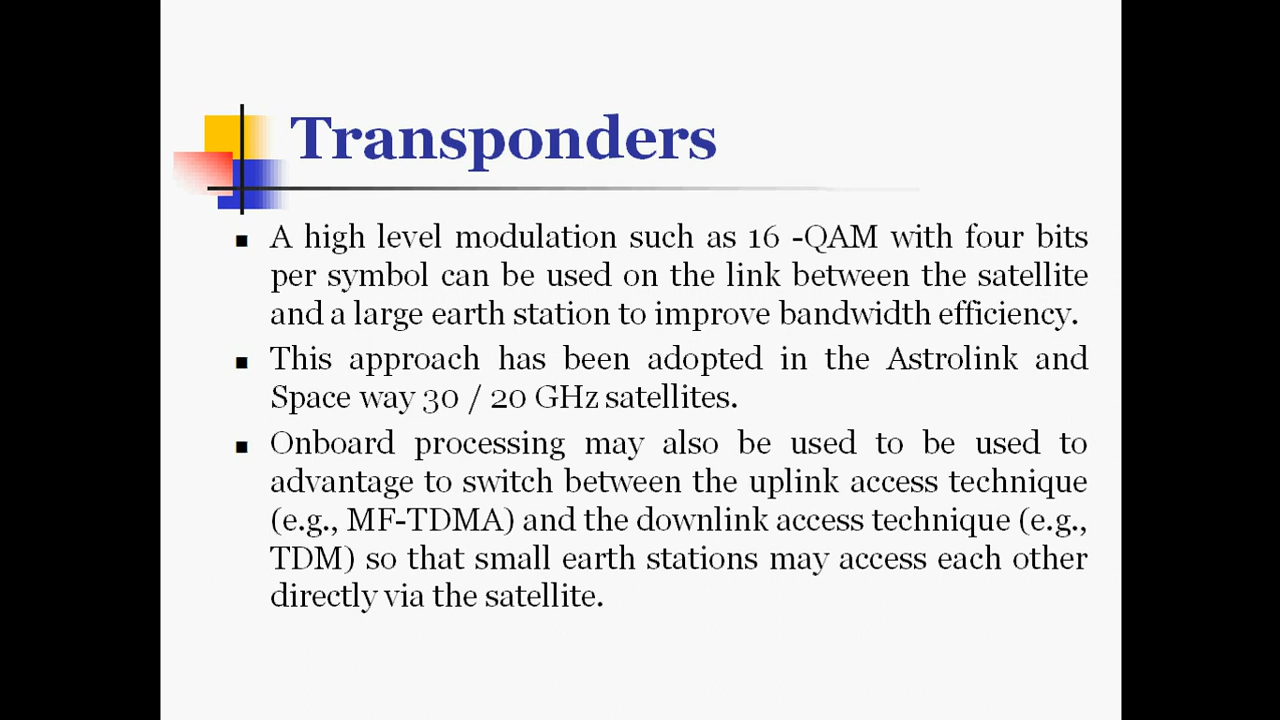 Transponders
A high level modulation such as 16 -QAM with four bits
per symbol can be used on the link between the satellite
and a large earth station to improve bandwidth efficiency.
This approach has been adopted in the Astrolink and
Space way 30 / 20 GHz satellites.
Onboard processing may also be used to be used to
advantage to switch between the uplink access technique
(e.g., MF-TDMA) and the downlink access technique (e.g.,
TDM) so that small earth stations may access each other
directly via the satellite.